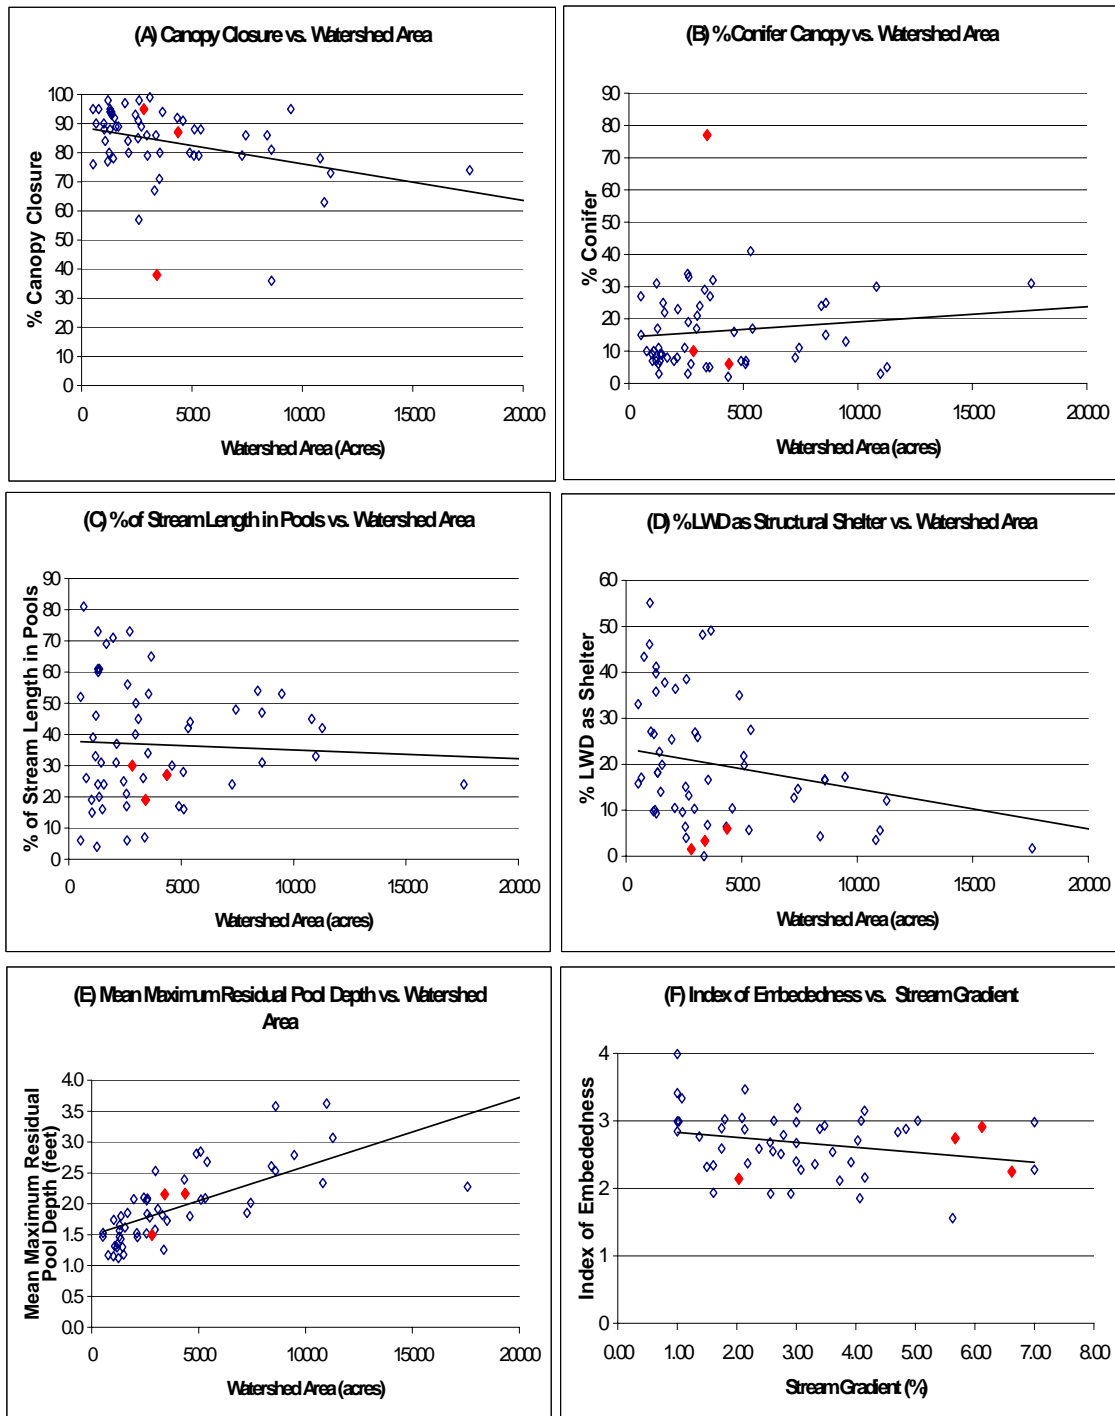 (A) Canopy Closure vs. Watershed Area
100
90
80
70
60
50
40
30
20
10
0
% Canopy Closure
0 5000 10000 15000 20000
Watershed Area (Acres)
(B) % Conifer Canopy vs. Watershed Area
90
80
70
60
50
40
30
20
10
0
% Conifer
0 5000 10000 15000 20000
Watershed Area (acres)
(C) % of Stream Length in Pools vs. Watershed Area
90
80
70
60
50
40
30
20
10
0
% of Stream Length in Pools
0 5000 10000 15000 20000
Watershed Area (acres)
(D) % LWD as Structural Shelter vs. Watershed Area
60
50
40
30
20
10
0
% LWD as Shelter
0 5000 10000 15000 20000
Watershed Area (acres)
(E) Mean Maximum Residual Pool Depth vs. Watershed
Area
4.0
3.5
3.0
2.5
2.0
1.5
1.0
0.5
0.0
Mean Maximum Residual
Pool Depth (feet)
0 5000 10000 15000 20000
Watershed Area (acres)
(F) Index of Embededness vs. Stream Gradient
4
3
2
1
0
Index of Embededness
0.00 1.00 2.00 3.00 4.00 5.00 6.00 7.00 8.00
Stream Gradient (%)